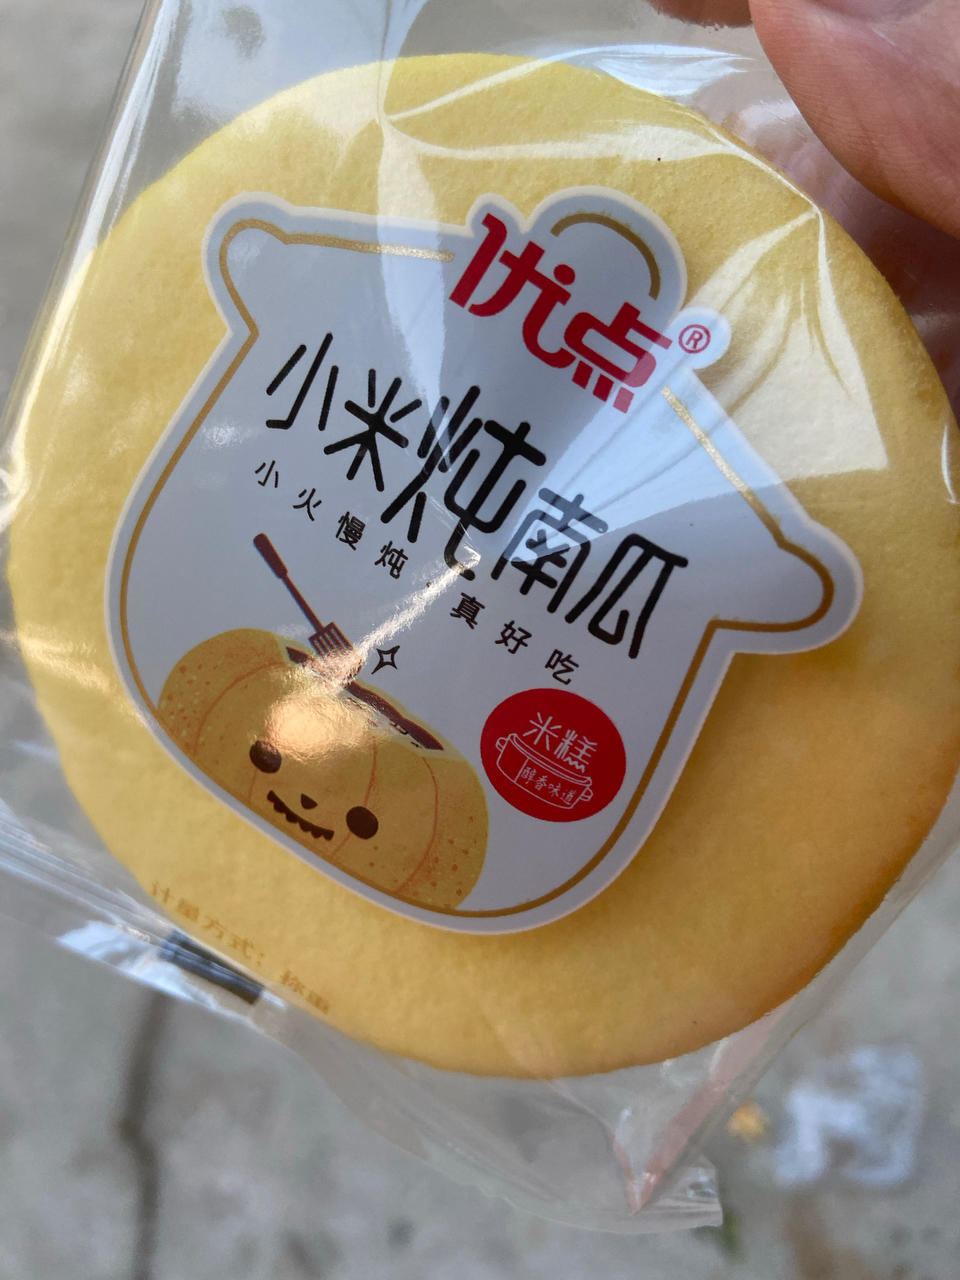 优点®
小米炖南瓜
小火慢炖·真好吃
米糕
醇香味道
计量方式：称重